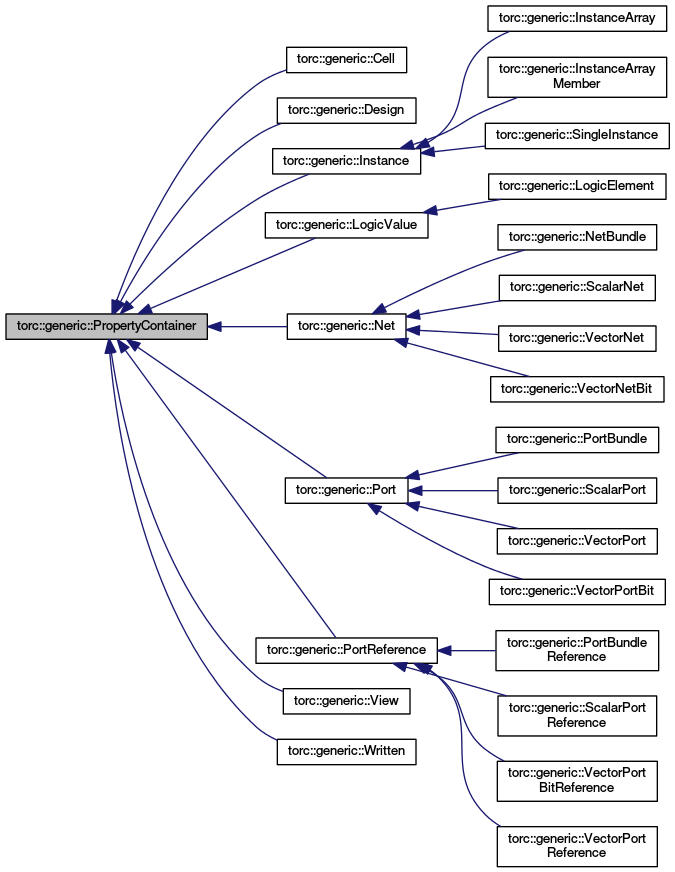 torc::generic::InstanceArray
torc::generic::Cell
torc::generic::InstanceArray
Member
torc::generic::Design
torc::generic::SingleInstance
torc::generic::Instance
torc::generic::LogicElement
torc::generic::LogicValue
torc::generic::NetBundle
torc::generic::ScalarNet
torc::generic::PropertyContainer
torc::generic::Net
torc::generic::VectorNet
torc::generic::VectorNetBit
torc::generic::PortBundle
torc::generic::Port
torc::generic::ScalarPort
torc::generic::VectorPort
torc::generic::VectorPortBit
torc::generic::PortReference
torc::generic::PortBundle
Reference
torc::generic::View
torc::generic::ScalarPort
Reference
torc::generic::Written
torc::generic::VectorPort
BitReference
torc::generic::VectorPort
Reference